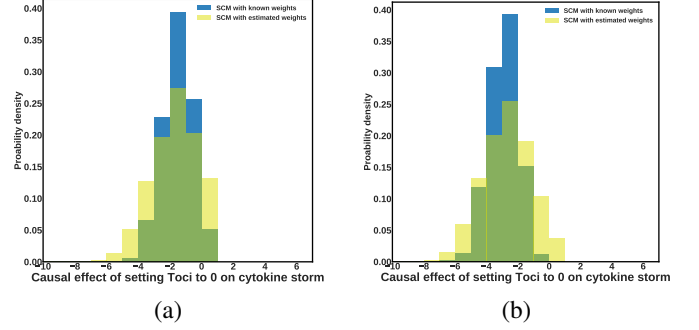 0.40
0.35
0.30
0.25
0.20
0.15
0.10
0.05
0.00
Proability density
SCM with known weights
SCM with estimated weights
−10 −8 −6 −4 −2 0 2 4 6
Causal effect of setting Toci to 0 on cytokine storm
(a)
0.40
0.35
0.30
0.25
0.20
0.15
0.10
0.05
0.00
Proability density
SCM with known weights
SCM with estimated weights
−10 −8 −6 −4 −2 0 2 4 6
Causal effect of setting Toci to 0 on cytokine storm
(b)